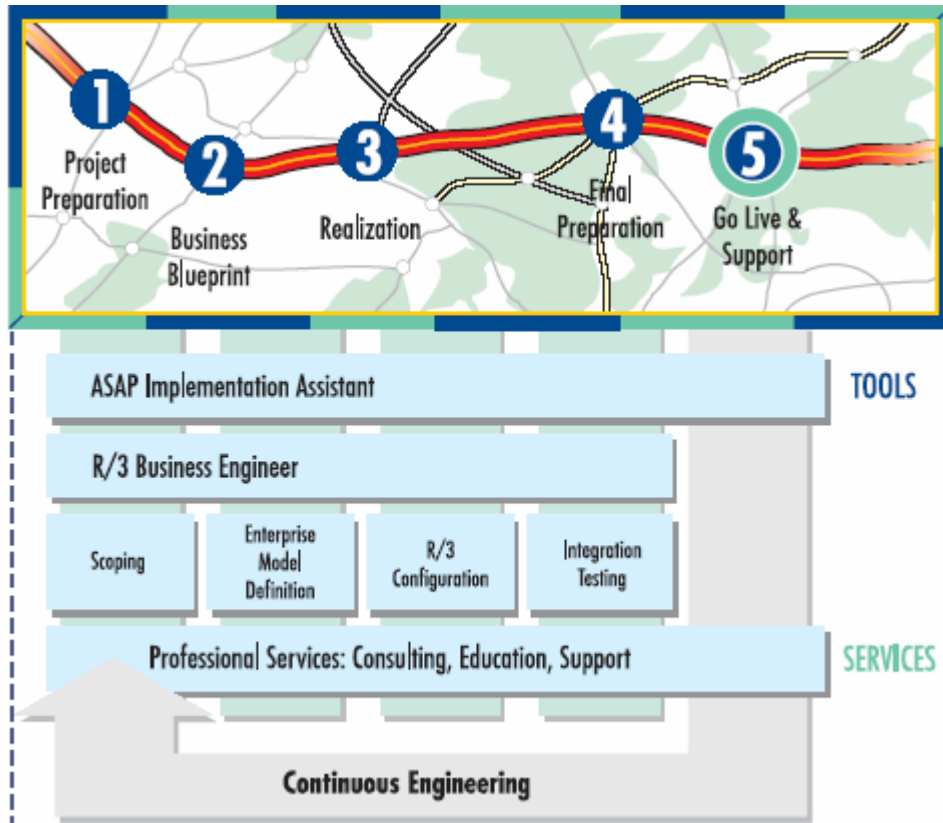 1
Project
Preparation
2
Business
Blueprint
3
Realization
4
Final
Preparation
5
Go Live &
Support
ASAP Implementation Assistant
TOOLS
R/3 Business Engineer
Scoping
Enterprise
Model
Definition
R/3
Configuration
Integration
Testing
Professional Services: Consulting, Education, Support
SERVICES
Continuous Engineering